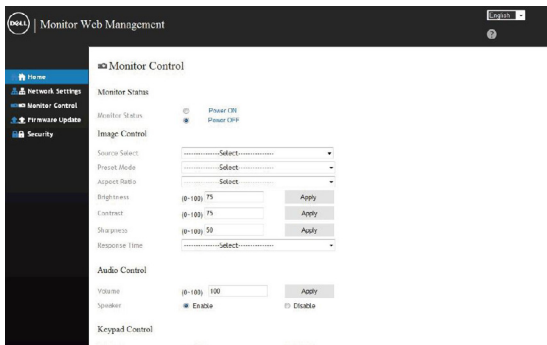 DELL | Monitor Web Management
English
?
Home
Network Settings
Monitor Control
Firmware Update
Security
Monitor Control
Monitor Status
Monitor Status
Power ON
Power OFF
Image Control
Source Select ---------------Select---------------
Preset Mode ---------------Select---------------
Aspect Ratio ---------------Select---------------
Brightness (0~100) 75 Apply
Contrast (0~100) 75 Apply
Sharpness (0~100) 50 Apply
Response Time ---------------Select---------------
Audio Control
Volume (0~100) 100 Apply
Speaker Enable Disable
Keypad Control